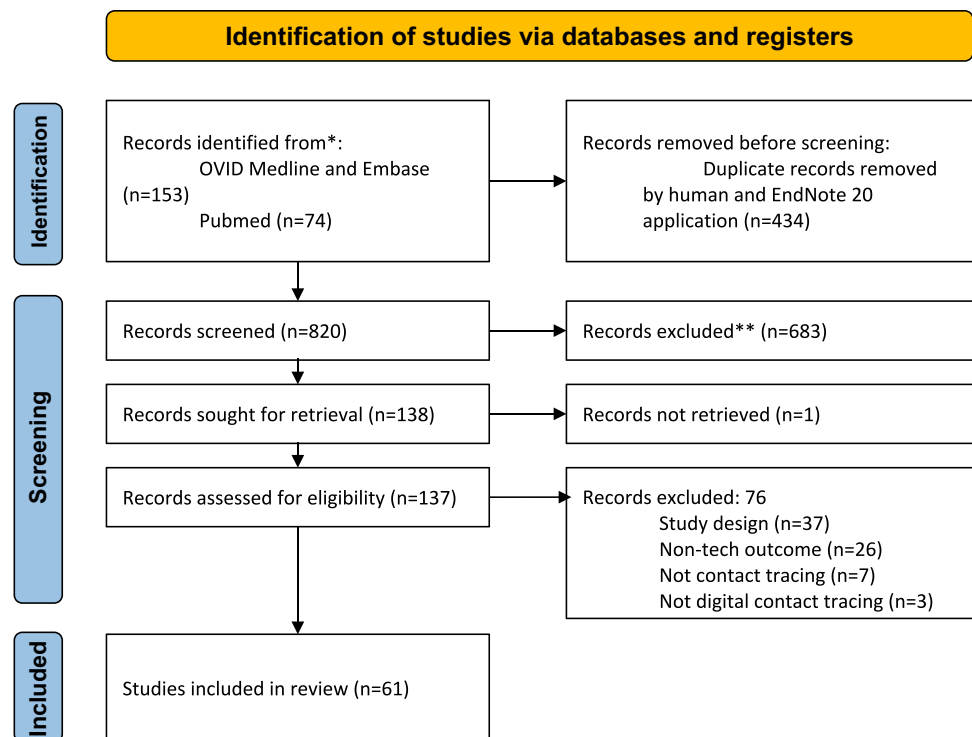 Identification of studies via databases and registers
Identification
Records identified from*:
OVID Medline and Embase
(n=153)
Pubmed (n=74)
Records removed before screening:
Duplicate records removed
by human and EndNote 20
application (n=434)
Screening
Records screened (n=820)
Records excluded** (n=683)
Records sought for retrieval (n=138)
Records not retrieved (n=1)
Records assessed for eligibility (n=137)
Records excluded: 76
Study design (n=37)
Non-tech outcome (n=26)
Not contact tracing (n=7)
Not digital contact tracing (n=3)
Included
Studies included in review (n=61)